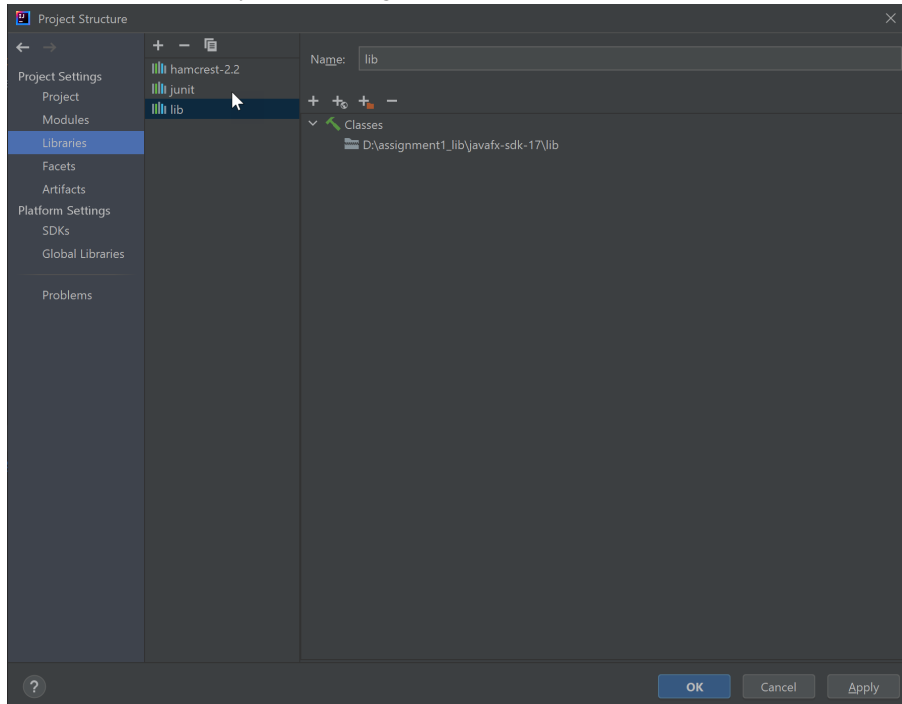 Project Structure
Project Settings
Project
Modules
Libraries
Facets
Artifacts
Platform Settings
SDKs
Global Libraries
Problems
hamcrest-2.2
junit
lib
Name: lib
Classes
D:\assignment1_lib\javafx-sdk-17\lib
?
OK Cancel Apply